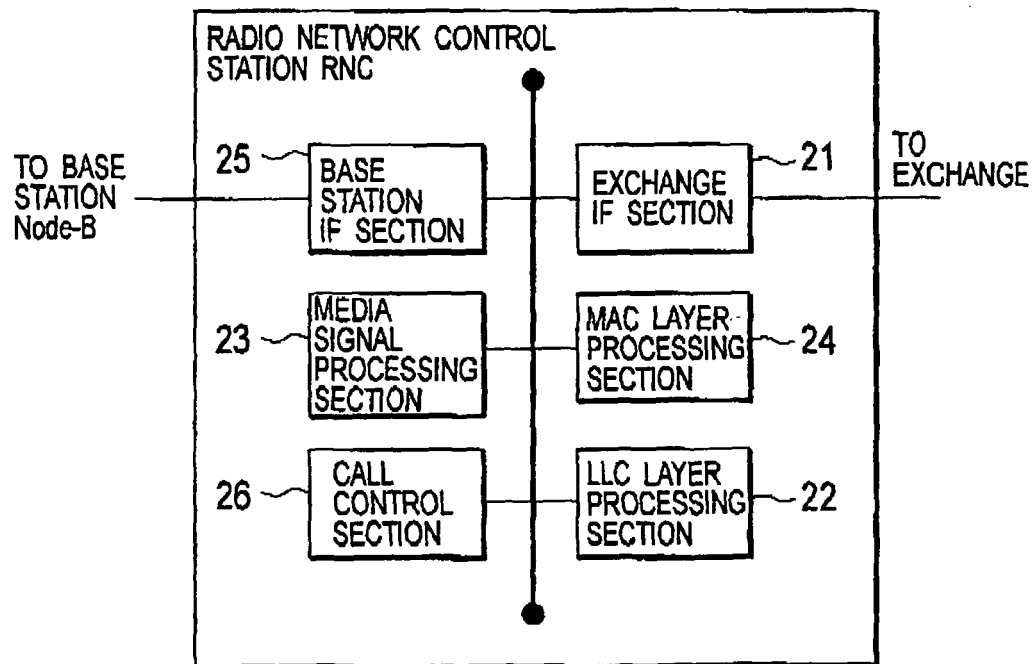 RADIO NETWORK CONTROL
STATION RNC
TO BASE
STATION
Node-B
25
BASE
STATION
IF SECTION
EXCHANGE
IF SECTION
21
TO
EXCHANGE
23
MEDIA
SIGNAL
PROCESSING
SECTION
MAC LAYER
PROCESSING
SECTION
24
26
CALL
CONTROL
SECTION
LLC LAYER
PROCESSING
SECTION
22